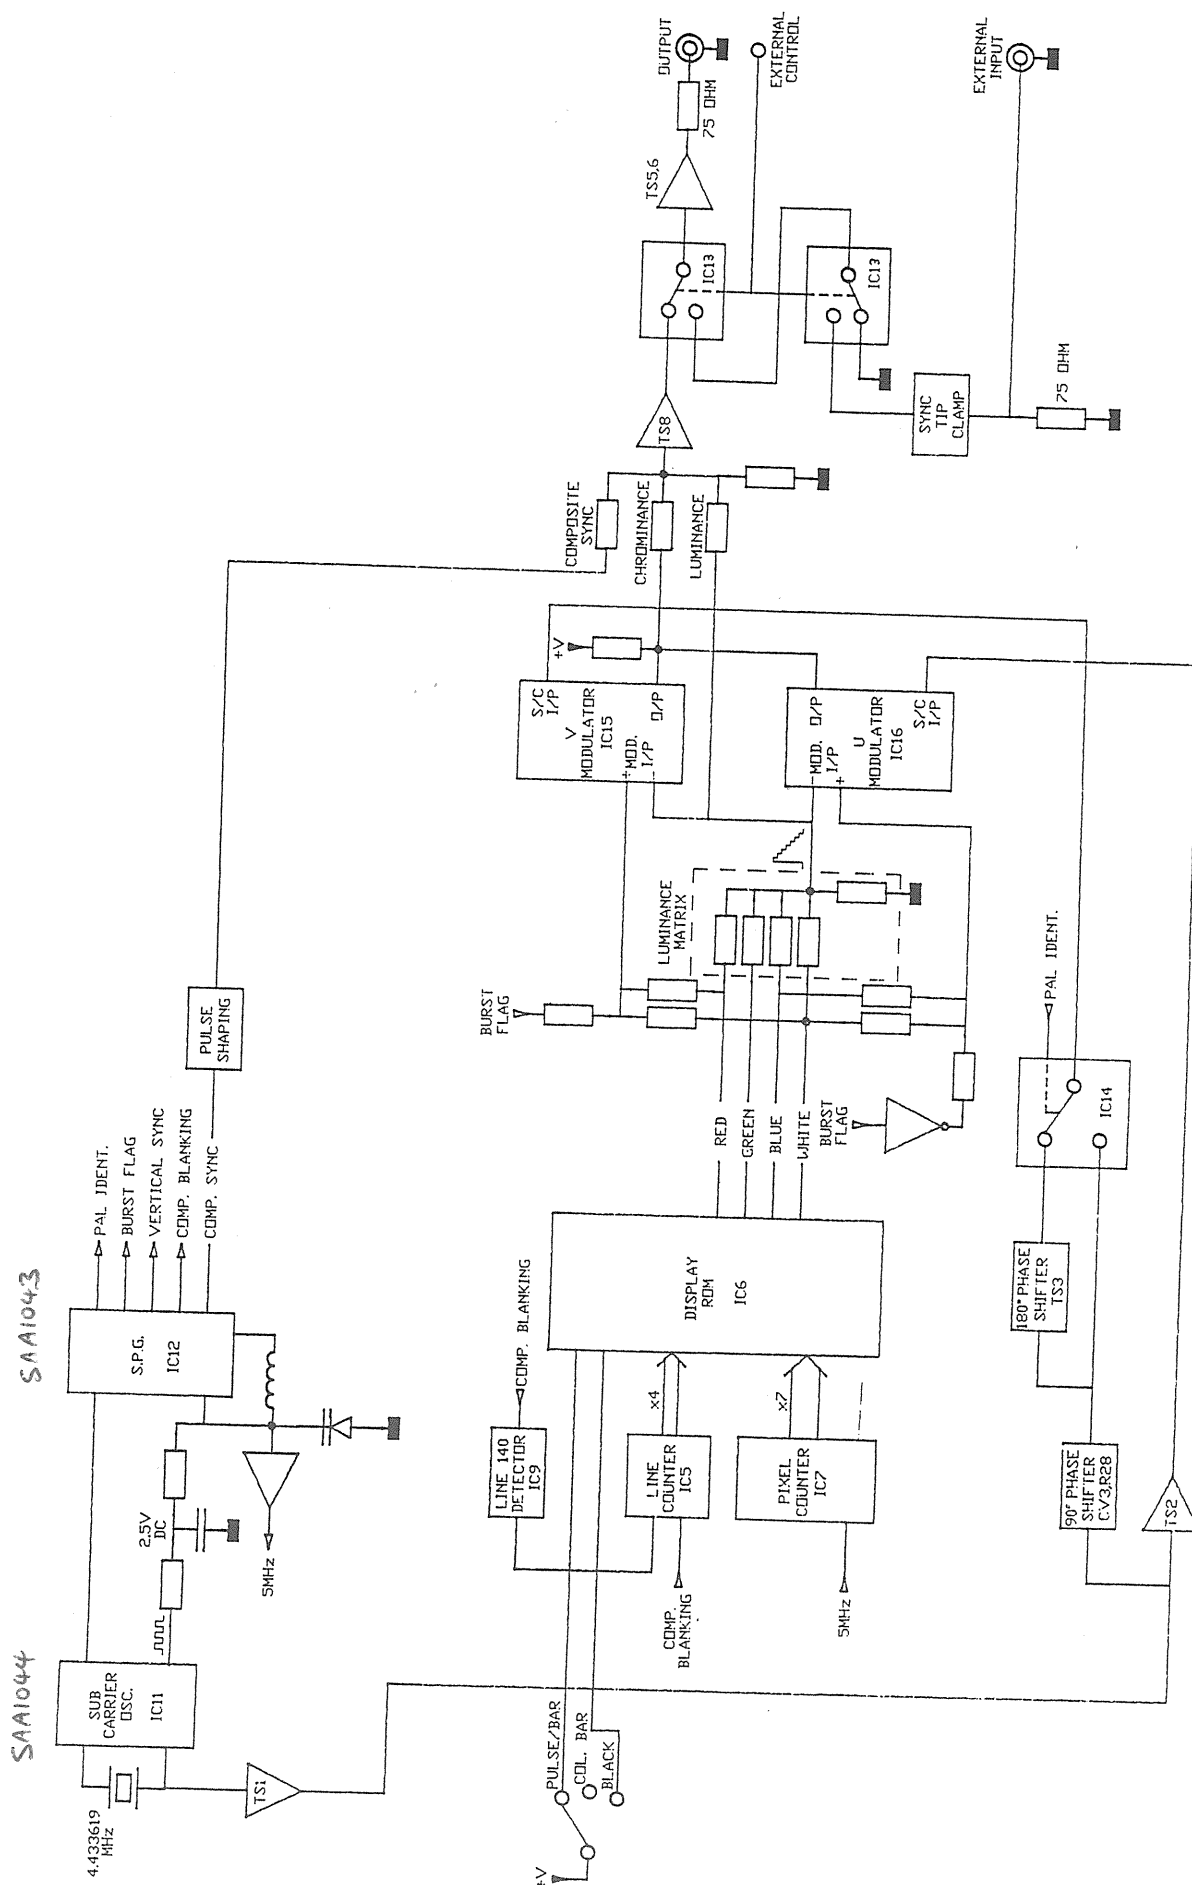 SAA1044
SAA1043
4.433619
MHz
SUB
CARRIER
OSC.
IC11
TS1
2.5V
DC
5MHz
S.P.G.
IC12
PAL IDENT.
BURST FLAG
VERTICAL SYNC
COMP. BLANKING
COMP. SYNC
PULSE
SHAPING
+V
PULSE/BAR
COL. BAR
BLACK
LINE 140
DETECTOR
IC9
COMP. BLANKING
COMP.
BLANKING
LINE
COUNTER
IC5
x4
5MHz
PIXEL
COUNTER
IC7
x7
DISPLAY
ROM
IC6
RED
GREEN
BLUE
WHITE
BURST
FLAG
BURST
FLAG
LUMINANCE
MATRIX
+V
S/C
I/P
V
MODULATOR
IC15
+
MOD.
I/P
-
O/P
-
MOD.
I/P
+
O/P
U
MODULATOR
IC16
S/C
I/P
COMPOSITE
SYNC
CHROMINANCE
LUMINANCE
TS8
IC13
IC13
TS5,6
75 OHM
OUTPUT
EXTERNAL
CONTROL
SYNC
TIP
CLAMP
75 OHM
EXTERNAL
INPUT
90° PHASE
SHIFTER
CV3,R28
180° PHASE
SHIFTER
TS3
PAL IDENT.
IC14
TS2